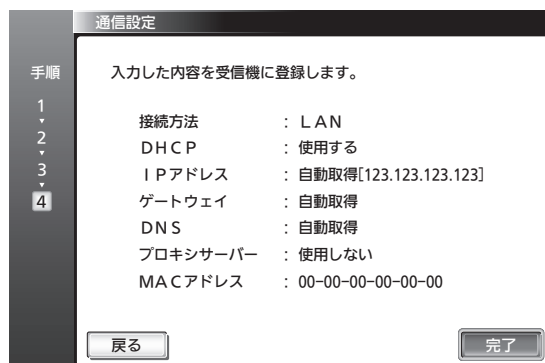 通信設定
手順
1
2
3
4
入力した内容を受信機に登録します。
接続方法 : ＬＡＮ
ＤＨＣＰ : 使用する
ＩＰアドレス : 自動取得[123.123.123.123]
ゲートウェイ : 自動取得
ＤＮＳ : 自動取得
プロキシサーバー : 使用しない
ＭＡＣアドレス : 00-00-00-00-00-00
戻る
完了